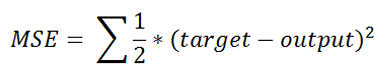 MSE = ∑ 1/2 * (target − output)²